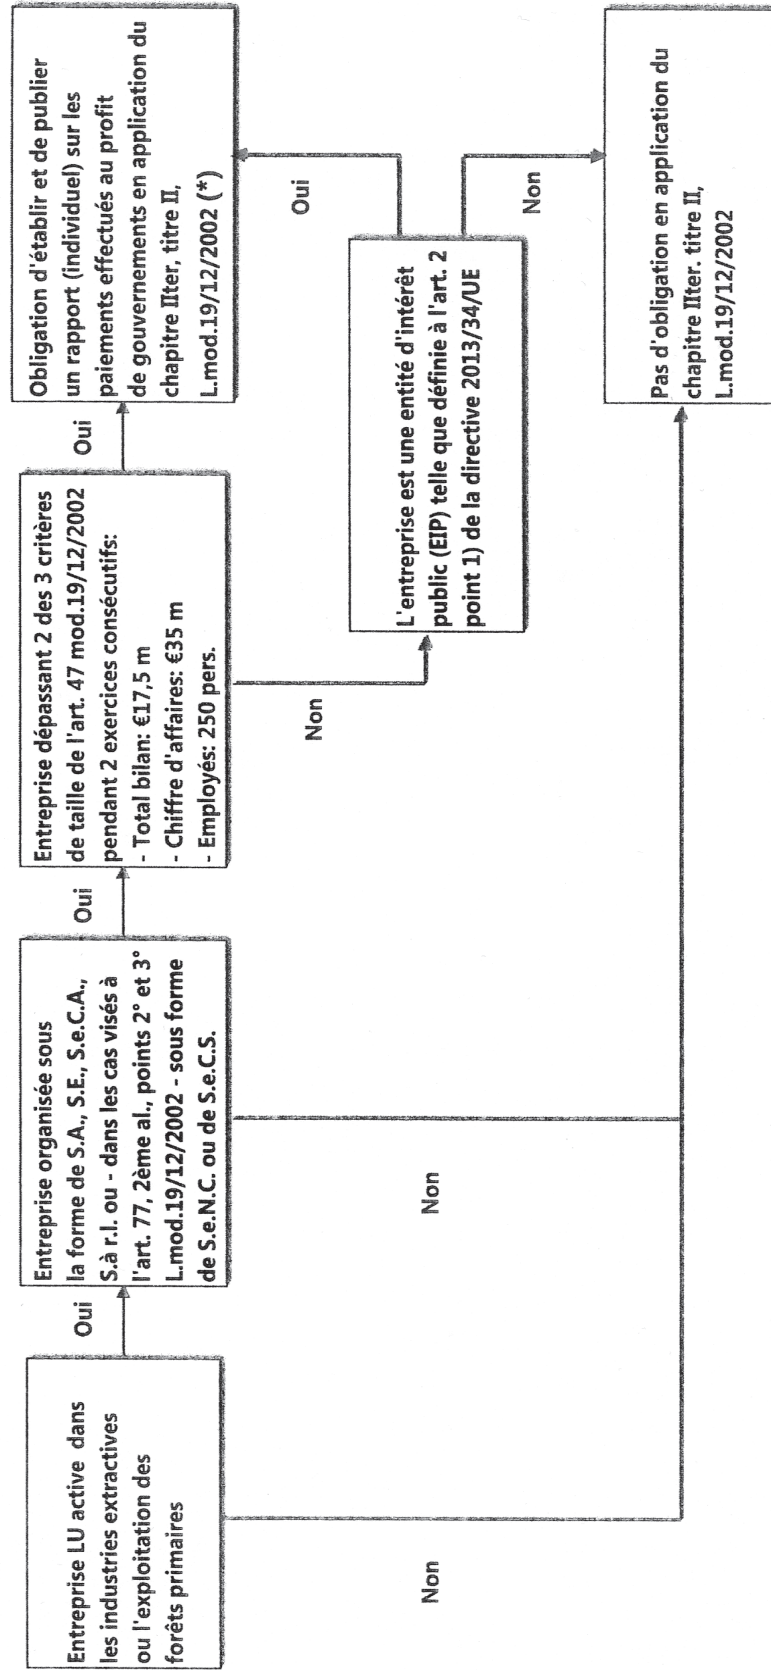 Entreprise LU active dans
les industries extractives
ou l'exploitation des
forêts primaires
Oui
Non
Entreprise organisée sous
la forme de S.A., S.E., S.e.C.A.,
S.à r.l. ou - dans les cas visés à
l'art. 77, 2ème al., points 2° et 3°
L.mod.19/12/2002 - sous forme
de S.e.N.C. ou de S.e.C.S.
Oui
Non
Entreprise dépassant 2 des 3 critères
de taille de l'art. 47 mod.19/12/2002
pendant 2 exercices consécutifs:
- Total bilan: €17,5 m
- Chiffre d'affaires: €35 m
- Employés: 250 pers.
Oui
Non
Obligation d'établir et de publier
un rapport (individuel) sur les
paiements effectués au profit
de gouvernements en application du
chapitre IIter, titre II,
L.mod.19/12/2002 (*)
L'entreprise est une entité d'intérêt
public (EIP) telle que définie à l'art. 2
point 1) de la directive 2013/34/UE
Oui
Non
Pas d'obligation en application du
chapitre IIter. titre II,
L.mod.19/12/2002